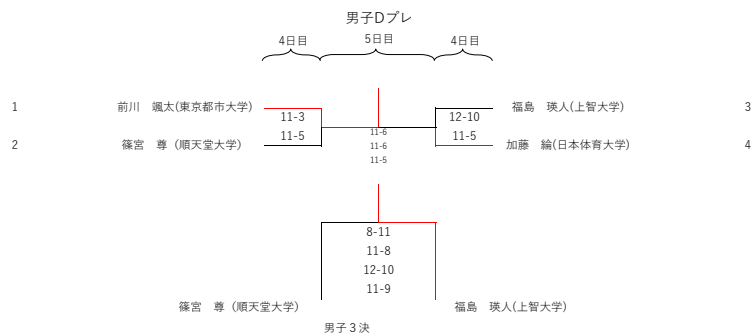 男子Dプレ
4日目 5日目 4日目
1 前川 颯太(東京都市大学) 福島 瑛人(上智大学) 3
11-3 12-10
11-5 11-6 11-5
2 篠宮 尊（順天堂大学) 11-6 加藤 綸(日本体育大学) 4
11-5
8-11
11-8
12-10
11-9
篠宮 尊（順天堂大学) 福島 瑛人(上智大学)
男子３決